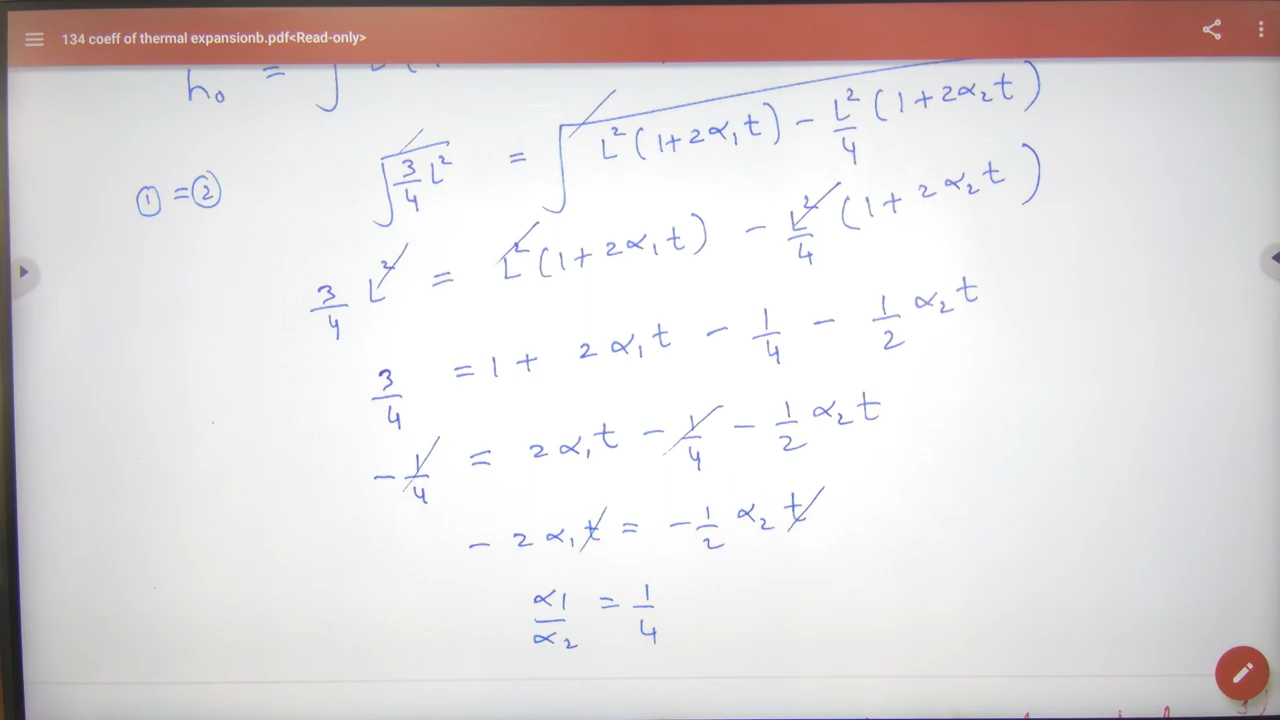 134 coeff of thermal expansionb.pdf<Read-only>
h₀ =
√(3/4 L²) = √(L²(1+2α₁t) − L²/4 (1+2α₂t))
① = ②
3/4 L² = L²(1+2α₁t) − L²/4 (1+2α₂t)
3/4 = 1 + 2α₁t − 1/4 − 1/2 α₂t
−1/4 = 2α₁t − 1/4 − 1/2 α₂t
− 2α₁t = −1/2 α₂t
α1/α₂ = 1/4